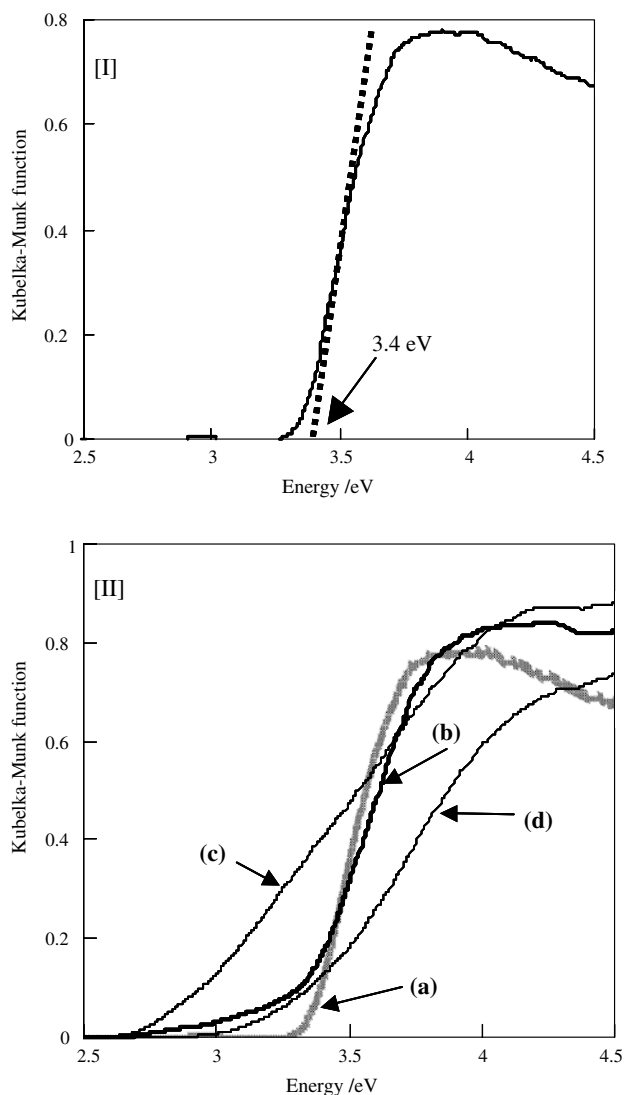 [I]
Kubelka-Munk function
0.8
0.6
0.4
0.2
0
3.4 eV
2.5 3 3.5 4 4.5
Energy /eV
[II]
Kubelka-Munk function
1
0.8
0.6
0.4
0.2
0
(b)
(c)
(d)
(a)
2.5 3 3.5 4 4.5
Energy /eV